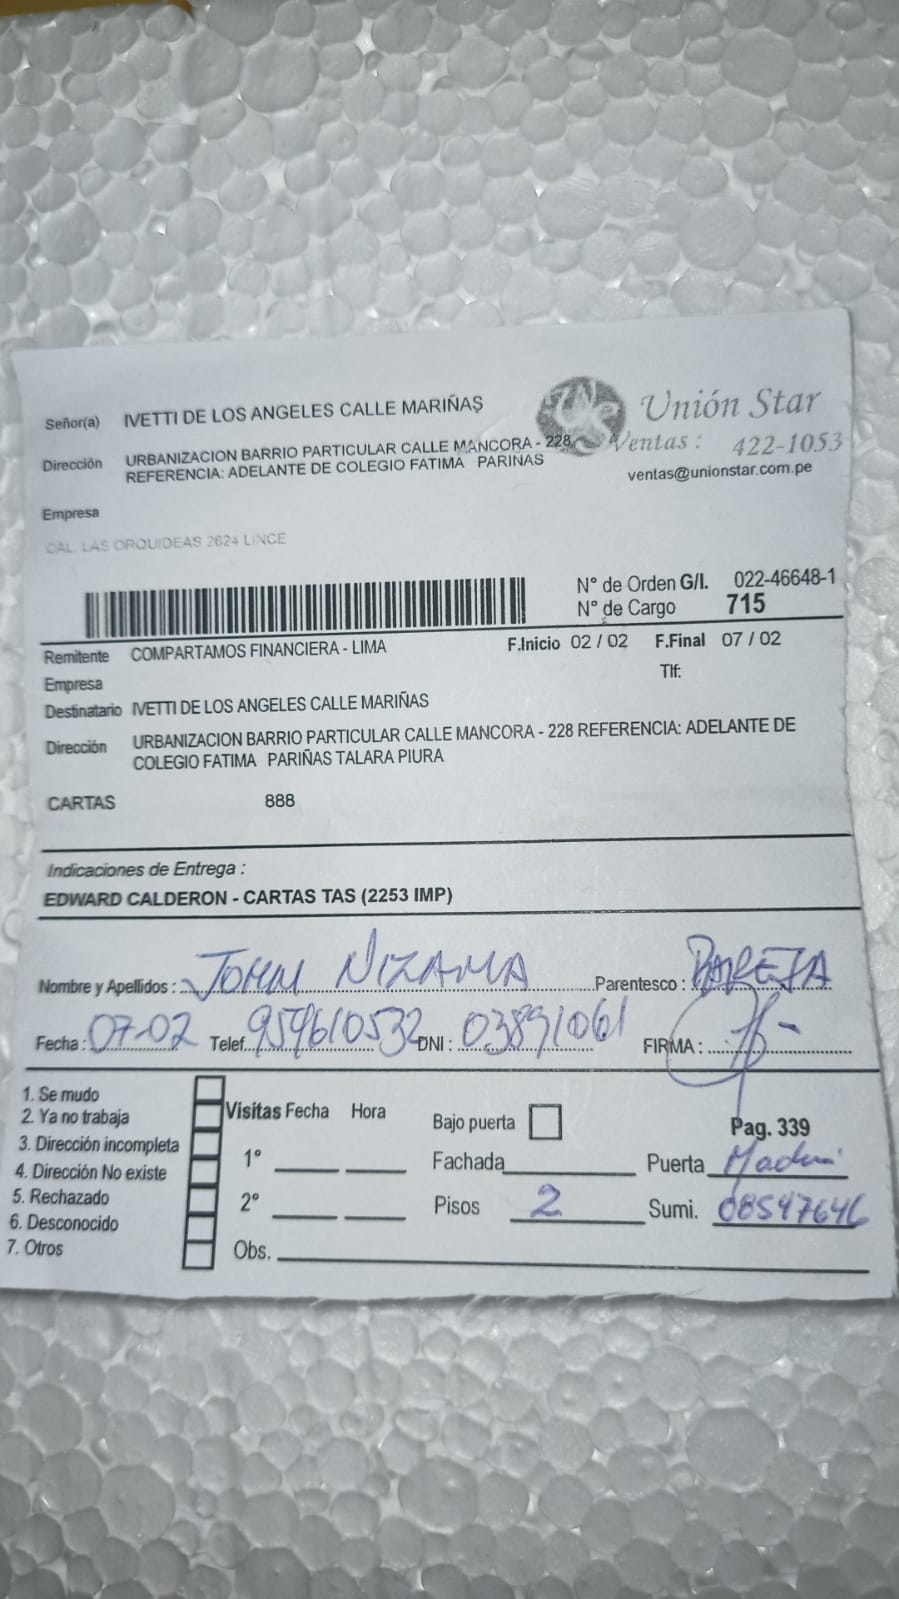 Señor(a) IVETTI DE LOS ANGELES CALLE MARIÑAS
Unión Star
Dirección URBANIZACION BARRIO PARTICULAR CALLE MANCORA - 228
REFERENCIA: ADELANTE DE COLEGIO FATIMA PARIÑAS
Ventas : 422-1053
ventas@unionstar.com.pe
Empresa
CAL. LAS ORQUIDEAS 2624 LINCE
N° de Orden G/I. 022-46648-1
N° de Cargo 715
Remitente COMPARTAMOS FINANCIERA - LIMA F.Inicio 02 / 02 F.Final 07 / 02
Empresa Tlf:
Destinatario IVETTI DE LOS ANGELES CALLE MARIÑAS
Dirección URBANIZACION BARRIO PARTICULAR CALLE MANCORA - 228 REFERENCIA: ADELANTE DE
COLEGIO FATIMA PARIÑAS TALARA PIURA
CARTAS 888
Indicaciones de Entrega :
EDWARD CALDERON - CARTAS TAS (2253 IMP)
Nombre y Apellidos : JOHN NIZAMA Parentesco : PAREJA
Fecha : 07-02 Telef. 959610532 DNI : 03891061 FIRMA :
1. Se mudo
2. Ya no trabaja
3. Dirección incompleta
4. Dirección No existe
5. Rechazado
6. Desconocido
7. Otros
Visitas Fecha Hora
1°
2°
Obs.
Bajo puerta
Fachada
Pisos 2
Pag. 339
Puerta
Sumi. 08547646